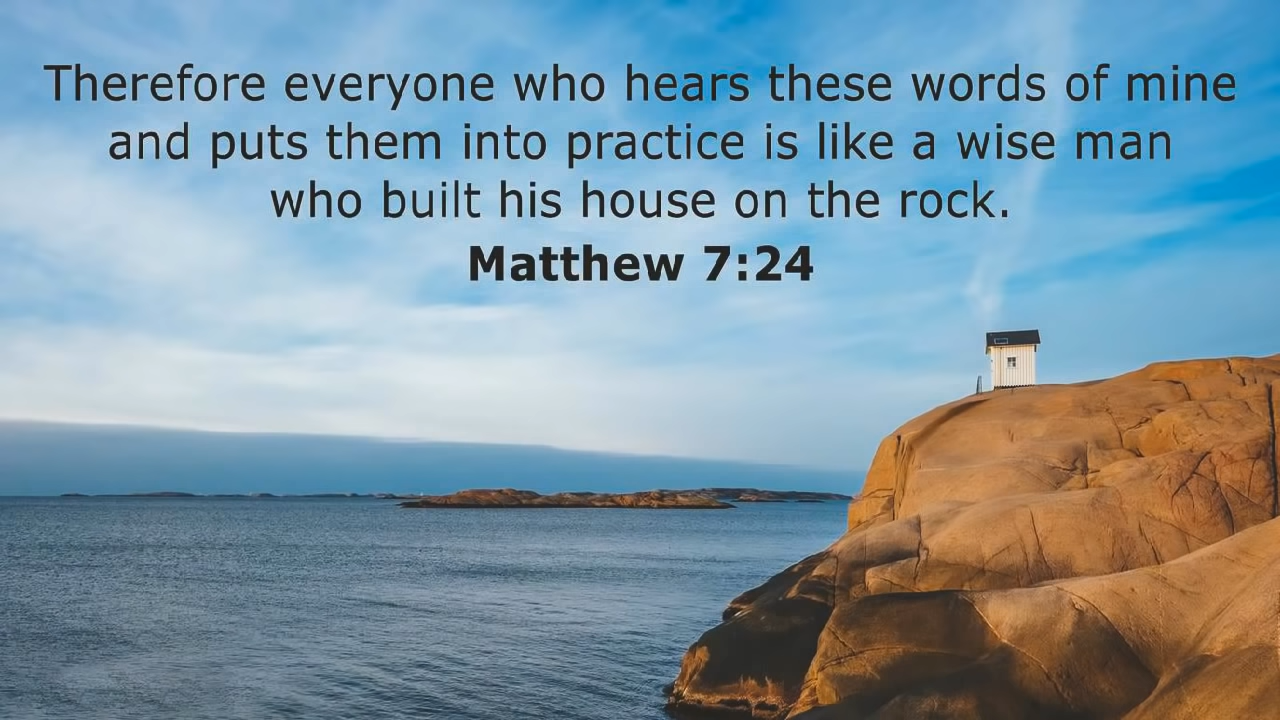 Therefore everyone who hears these words of mine
and puts them into practice is like a wise man
who built his house on the rock.
Matthew 7:24